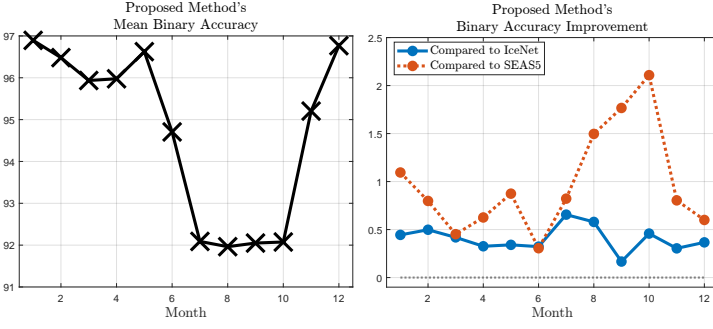 Proposed Method's
Mean Binary Accuracy
97
96
95
94
93
92
91
2 4 6 8 10 12
Month
Proposed Method's
Binary Accuracy Improvement
2.5
2
1.5
1
0.5
0
Compared to IceNet
Compared to SEAS5
2 4 6 8 10 12
Month